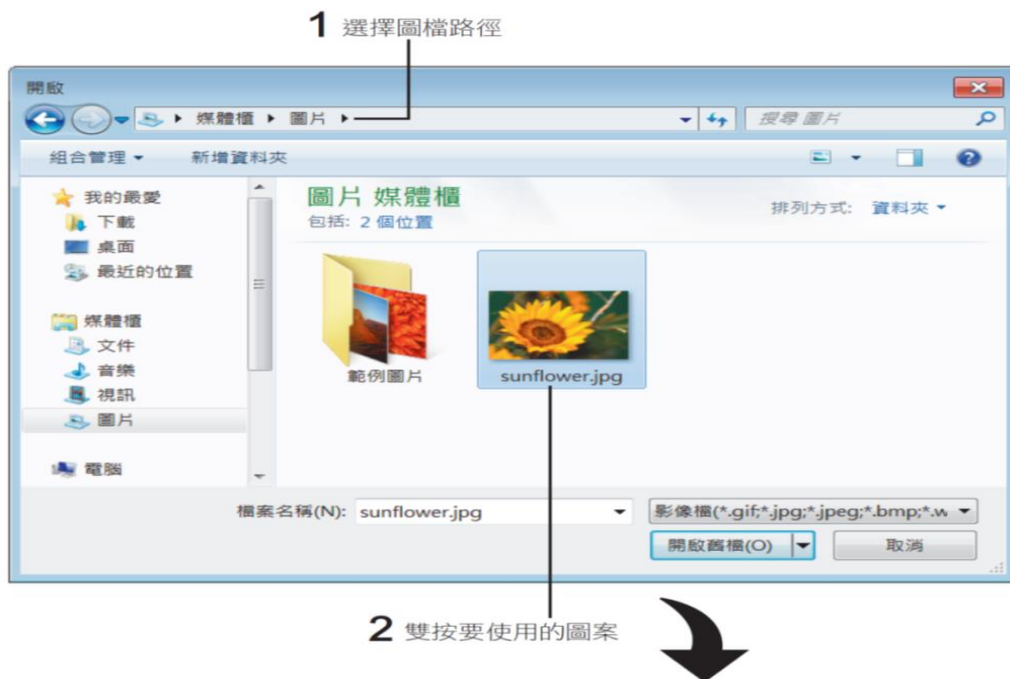 1 選擇圖檔路徑
開啟
媒體櫃 圖片
搜尋 圖片
組合管理 新增資料夾
我的最愛
下載
桌面
最近的位置
媒體櫃
文件
音樂
視訊
圖片
電腦
圖片 媒體櫃
包括: 2 個位置
排列方式: 資料夾
範例圖片
sunflower.jpg
檔案名稱(N): sunflower.jpg
影像檔(*.gif;*.jpg;*.jpeg;*.bmp;*.w
開啟舊檔(O)
取消
2 雙按要使用的圖案